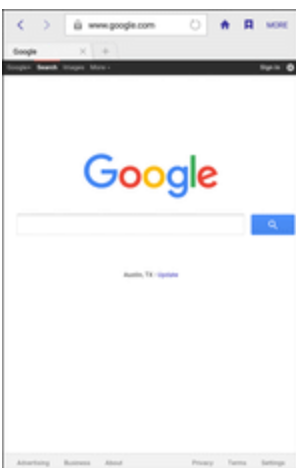 www.google.com MORE
Google
Google+ Search Images More
Sign in
Google
Austin, TX - Update
Advertising Business About Privacy Terms Settings